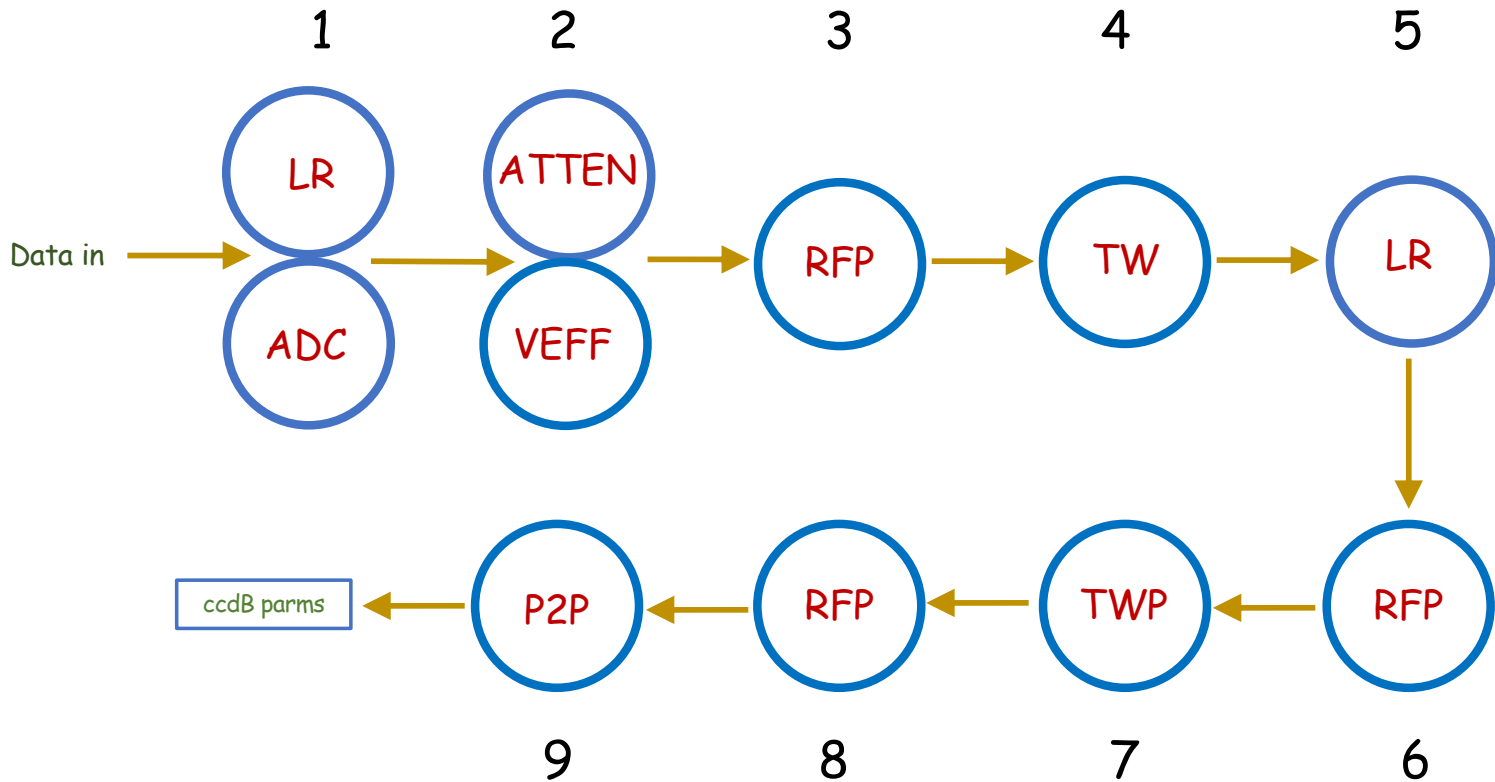 1 2 3 4 5
LR
ATTEN
Data in
RFP
TW
LR
ADC
VEFF
ccdB parms
P2P
RFP
TWP
RFP
9 8 7 6